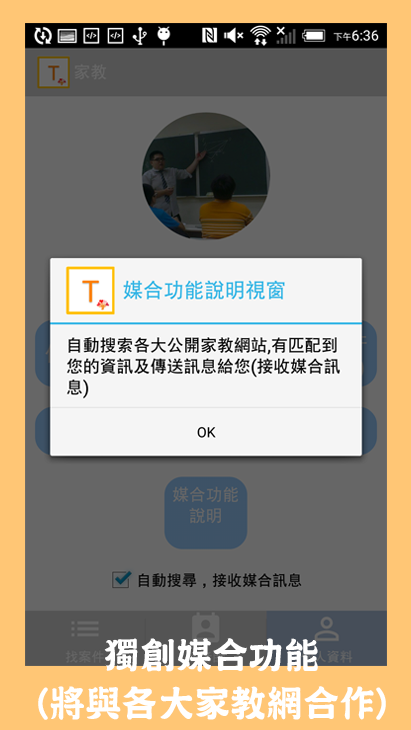 下午6:36
T
家教
T
媒合功能說明視窗
自動搜索各大公開家教網站,有匹配到
您的資訊及傳送訊息給您(接收媒合訊
息)
OK
媒合功能
說明
自動搜尋，接收媒合訊息
找案件
人資料
獨創媒合功能
(將與各大家教網合作)